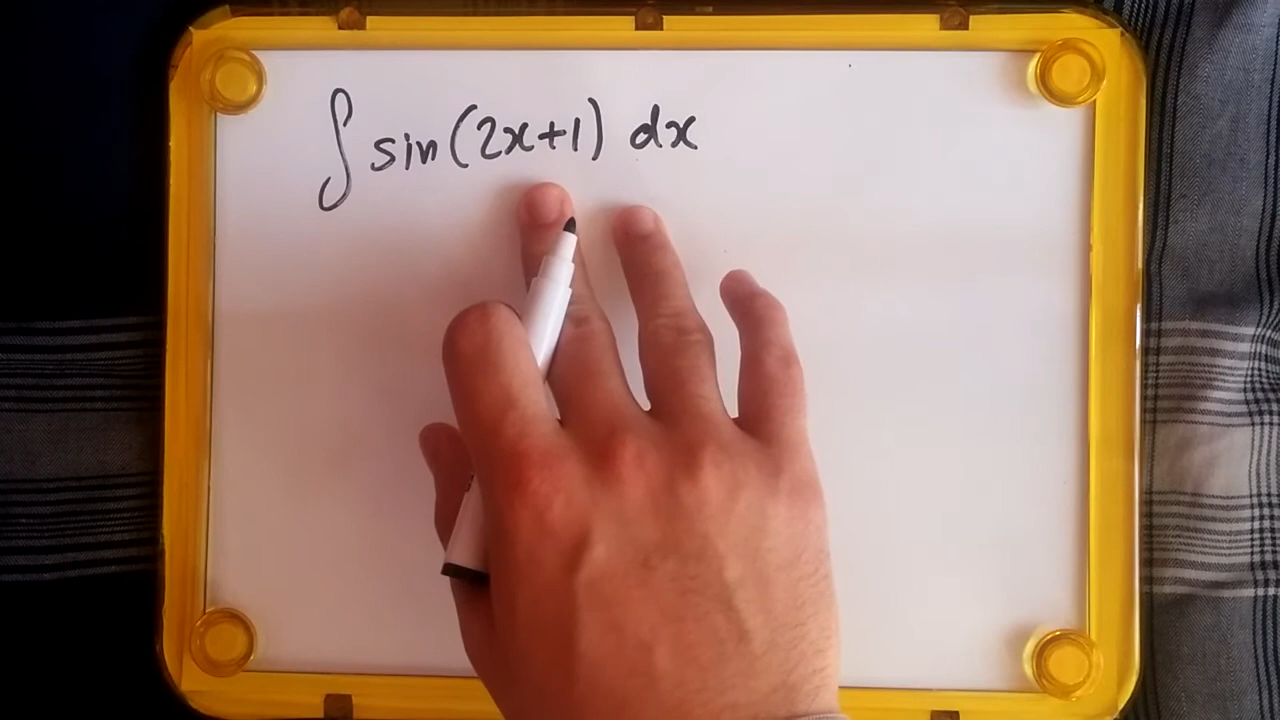 ∫ sin(2x+1) dx